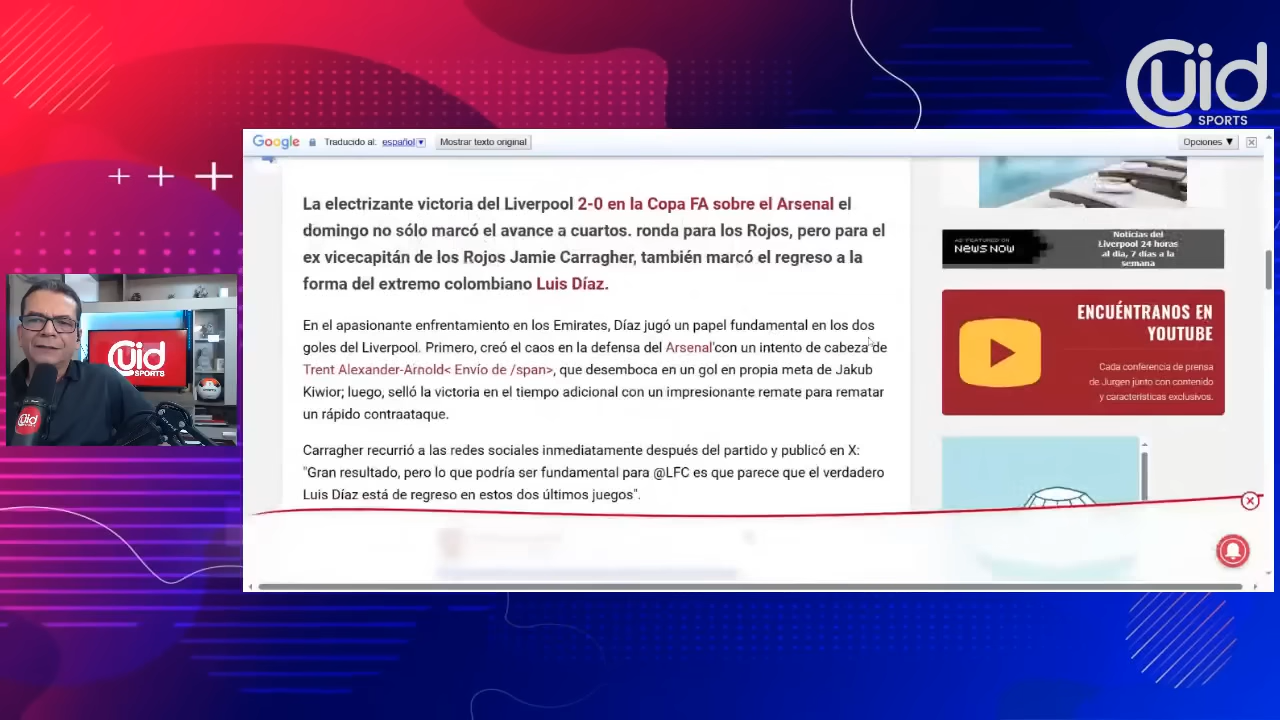 Cuid
SPORTS
Google Traducido al: español Mostrar texto original Opciones ▼
La electrizante victoria del Liverpool 2-0 en la Copa FA sobre el Arsenal el
domingo no sólo marcó el avance a cuartos. ronda para los Rojos, pero para el
ex vicecapitán de los Rojos Jamie Carragher, también marcó el regreso a la
forma del extremo colombiano Luis Díaz.
En el apasionante enfrentamiento en los Emirates, Díaz jugó un papel fundamental en los dos
goles del Liverpool. Primero, creó el caos en la defensa del Arsenal'con un intento de cabeza de
Trent Alexander-Arnold< Envío de /span>, que desemboca en un gol en propia meta de Jakub
Kiwior; luego, selló la victoria en el tiempo adicional con un impresionante remate para rematar
un rápido contraataque.
Carragher recurrió a las redes sociales inmediatamente después del partido y publicó en X:
"Gran resultado, pero lo que podría ser fundamental para @LFC es que parece que el verdadero
Luis Díaz está de regreso en estos dos últimos juegos".
AS FEATURED ON
NEWS NOW
Noticias del
Liverpool 24 horas
al día, 7 días a la
semana
ENCUÉNTRANOS EN
YOUTUBE
Cada conferencia de prensa
de Jurgen junto con contenido
y características exclusivos.
Cuid
SPORTS
Cuid